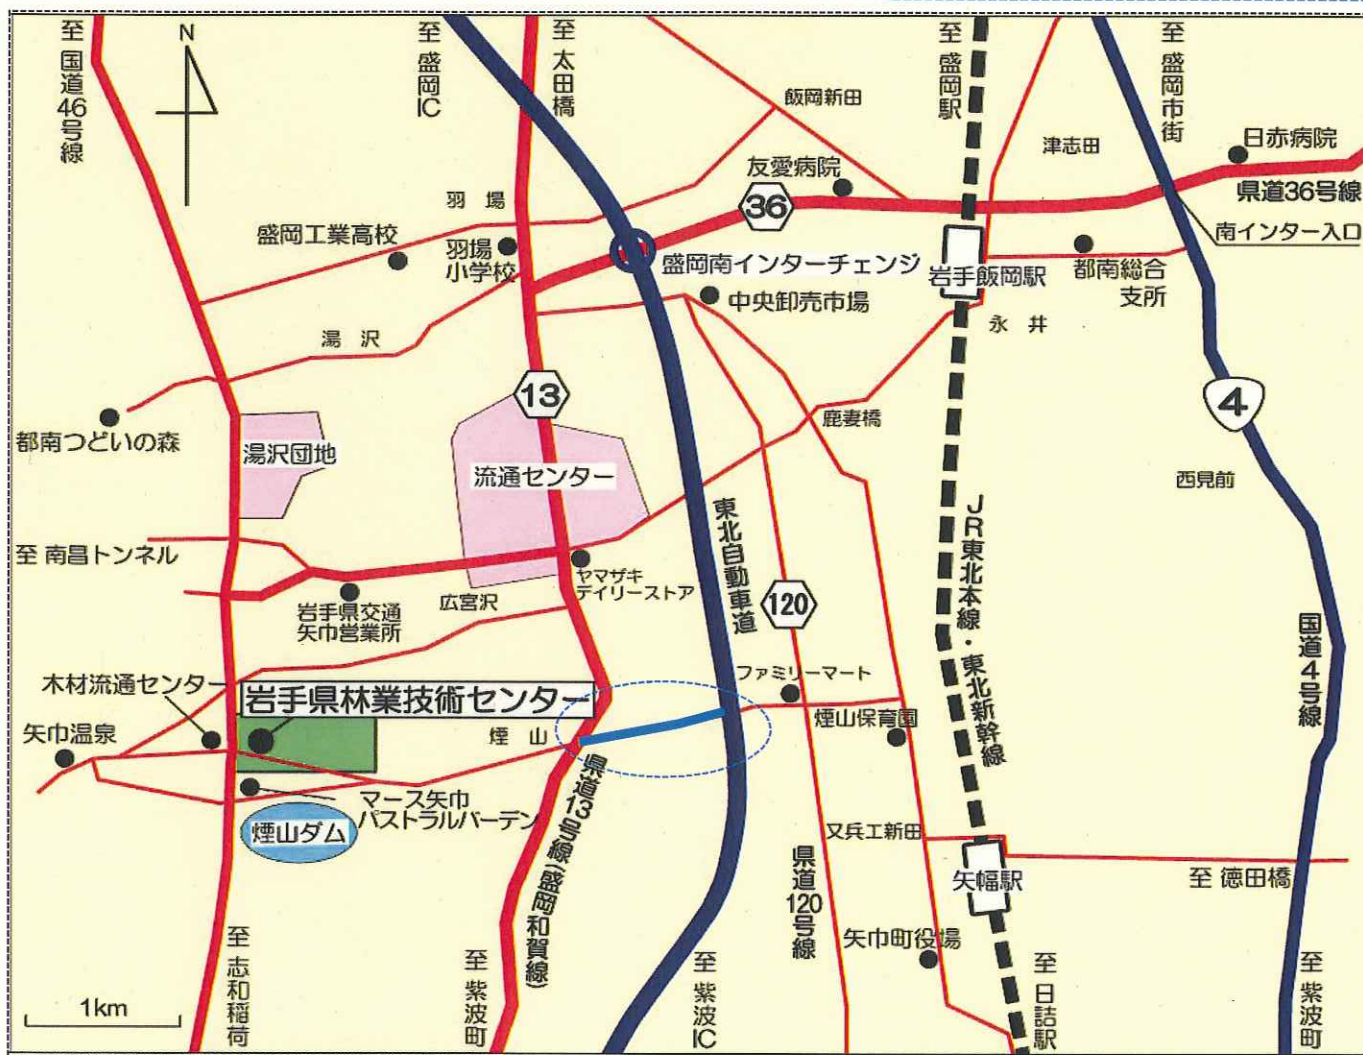 至 国道46号線
N
至 盛岡IC
至 太田橋
至 盛岡駅
至 盛岡市街
飯岡新田
津志田
日赤病院
友愛病院
県道36号線
36
羽場
盛岡工業高校
羽場
小学校
南インター入口
盛岡南インターチェンジ
岩手飯岡駅
都南総合
支所
中央卸売市場
永井
湯沢
13
4
都南つどいの森
鹿妻橋
湯沢団地
流通センター
西見前
東北自動車道
JR東北本線・東北新幹線
至 南昌トンネル
ヤマザキ
デイリーストア
120
岩手県交通
矢巾営業所
広宮沢
国道4号線
木材流通センター
岩手県林業技術センター
ファミリーマート
煙山保育園
矢巾温泉
煙山
県道13号線(盛岡和賀線)
マース矢巾
パストラルバーデン
煙山ダム
又兵エ新田
県道120号線
矢幅駅
至 徳田橋
矢巾町役場
至 志和稲荷
至 紫波町
至 紫波IC
至 日詰駅
至 紫波町
1km